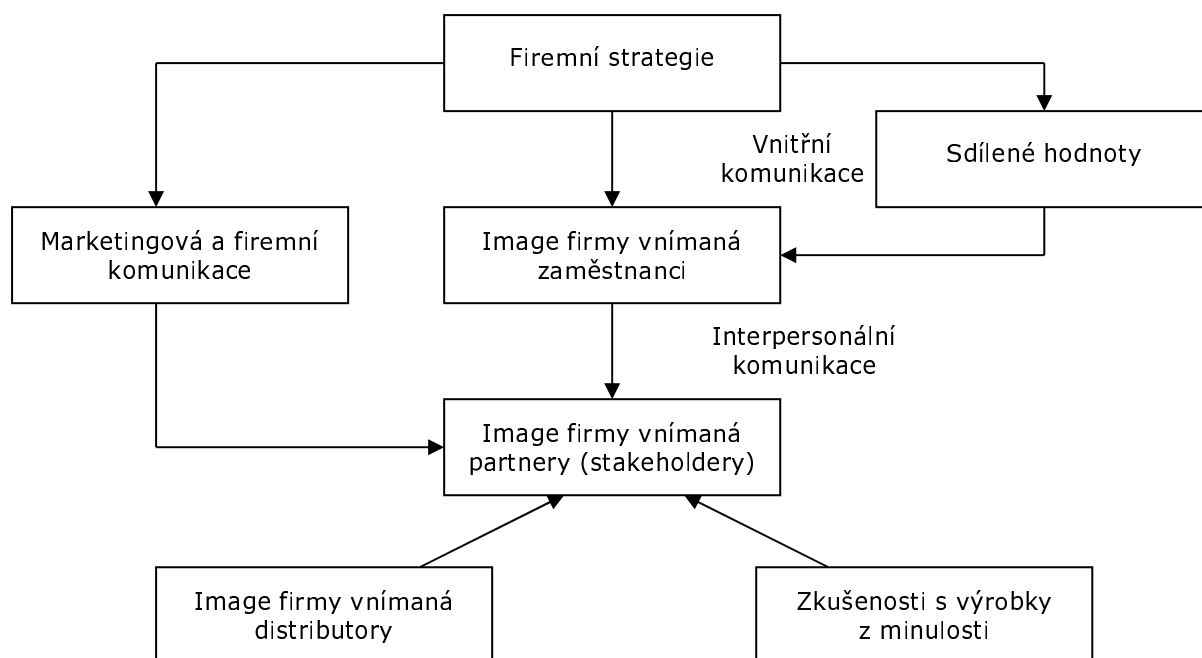 Firemní strategie
Vnitřní
komunikace
Sdílené hodnoty
Marketingová a firemní
komunikace
Image firmy vnímaná
zaměstnanci
Interpersonální
komunikace
Image firmy vnímaná
partnery (stakeholdery)
Image firmy vnímaná
distributory
Zkušenosti s výrobky
z minulosti